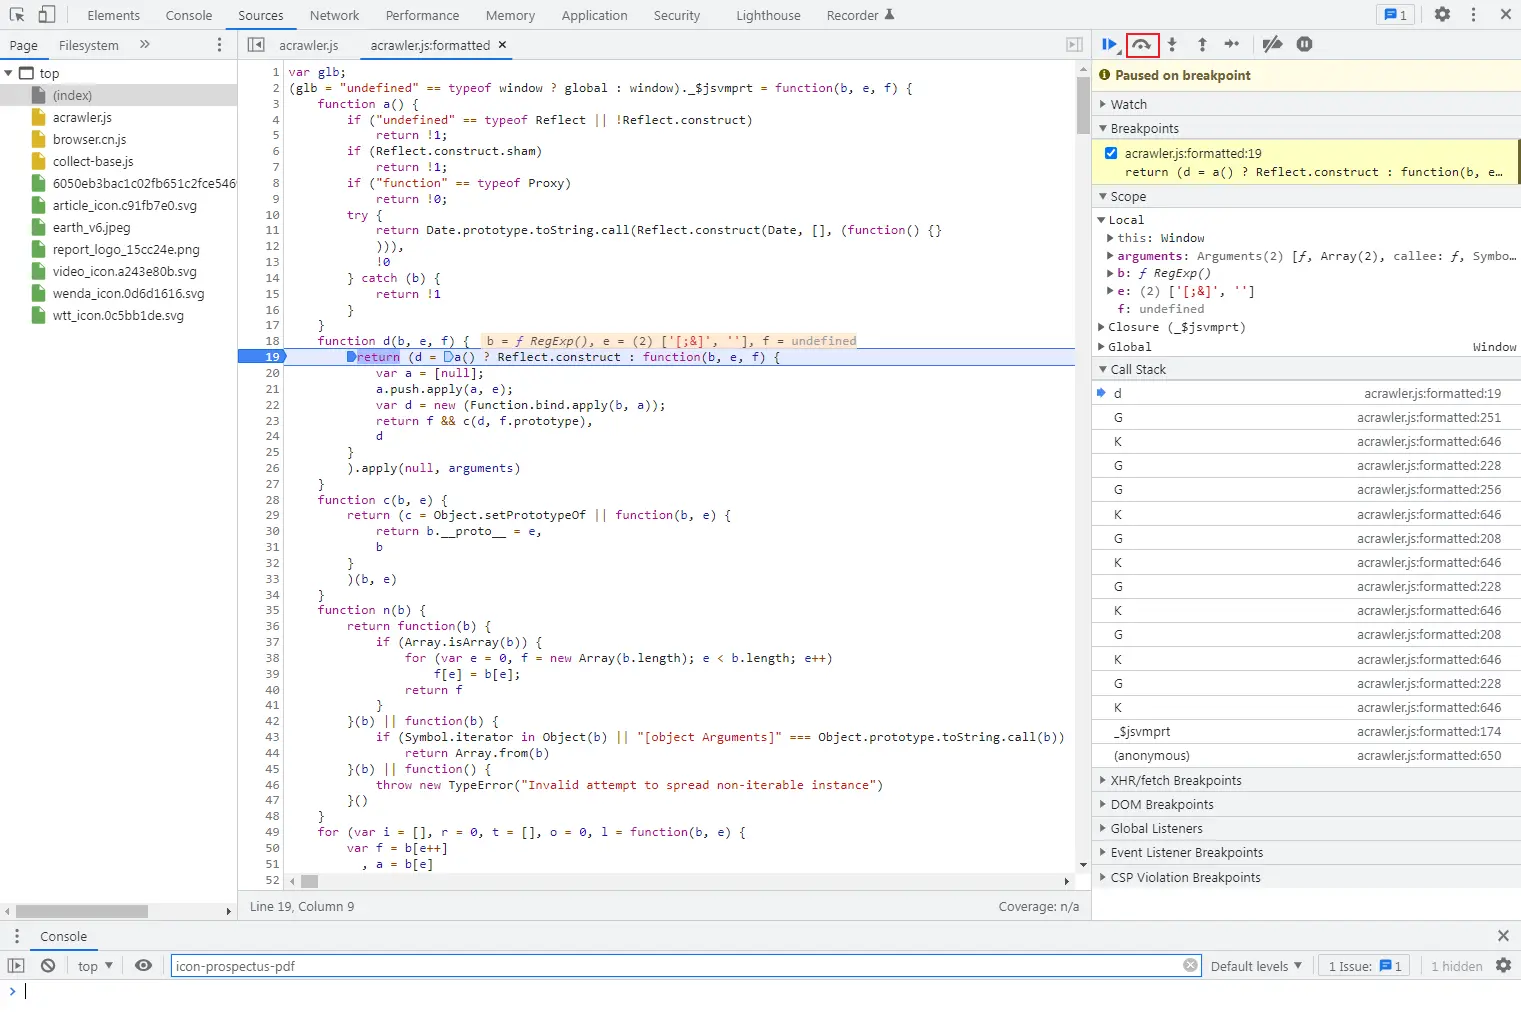 Elements Console Sources Network Performance Memory Application Security Lighthouse Recorder 1
Page Filesystem » acrawler.js acrawler.js:formatted ×
top
(index)
acrawler.js
browser.cn.js
collect-base.js
6050eb3bac1c02fb651c2fce546
article_icon.c91fb7e0.svg
earth_v6.jpeg
report_logo_15cc24e.png
video_icon.a243e80b.svg
wenda_icon.0d6d1616.svg
wtt_icon.0c5bb1de.svg
1 var glb;
2 (glb = "undefined" == typeof window ? global : window)._$jsvmprt = function(b, e, f) {
3 function a() {
4 if ("undefined" == typeof Reflect || !Reflect.construct)
5 return !1;
6 if (Reflect.construct.sham)
7 return !1;
8 if ("function" == typeof Proxy)
9 return !0;
10 try {
11 return Date.prototype.toString.call(Reflect.construct(Date, [], (function() {}
12 ))),
13 !0
14 } catch (b) {
15 return !1
16 }
17 }
18 function d(b, e, f) { b = ƒ RegExp(), e = (2) ['[;&]', ''], f = undefined
19 return (d = a() ? Reflect.construct : function(b, e, f) {
20 var a = [null];
21 a.push.apply(a, e);
22 var d = new (Function.bind.apply(b, a));
23 return f && c(d, f.prototype),
24 d
25 }
26 ).apply(null, arguments)
27 }
28 function c(b, e) {
29 return (c = Object.setPrototypeOf || function(b, e) {
30 return b.__proto__ = e,
31 b
32 }
33 )(b, e)
34 }
35 function n(b) {
36 return function(b) {
37 if (Array.isArray(b)) {
38 for (var e = 0, f = new Array(b.length); e < b.length; e++)
39 f[e] = b[e];
40 return f
41 }
42 }(b) || function(b) {
43 if (Symbol.iterator in Object(b) || "[object Arguments]" === Object.prototype.toString.call(b))
44 return Array.from(b)
45 }(b) || function() {
46 throw new TypeError("Invalid attempt to spread non-iterable instance")
47 }()
48 }
49 for (var i = [], r = 0, t = [], o = 0, l = function(b, e) {
50 var f = b[e++]
51 , a = b[e]
52
Line 19, Column 9 Coverage: n/a
Paused on breakpoint
Watch
Breakpoints
acrawler.js:formatted:19
return (d = a() ? Reflect.construct : function(b, e…
Scope
Local
this: Window
arguments: Arguments(2) [ƒ, Array(2), callee: ƒ, Symbo…
b: ƒ RegExp()
e: (2) ['[;&]', '']
f: undefined
Closure (_$jsvmprt)
Global Window
Call Stack
d acrawler.js:formatted:19
G acrawler.js:formatted:251
K acrawler.js:formatted:646
G acrawler.js:formatted:228
G acrawler.js:formatted:256
K acrawler.js:formatted:646
G acrawler.js:formatted:208
K acrawler.js:formatted:646
G acrawler.js:formatted:228
K acrawler.js:formatted:646
G acrawler.js:formatted:208
K acrawler.js:formatted:646
G acrawler.js:formatted:228
K acrawler.js:formatted:646
_$jsvmprt acrawler.js:formatted:174
(anonymous) acrawler.js:formatted:650
XHR/fetch Breakpoints
DOM Breakpoints
Global Listeners
Event Listener Breakpoints
CSP Violation Breakpoints
Console
top icon-prospectus-pdf Default levels 1 Issue: 1 1 hidden
>